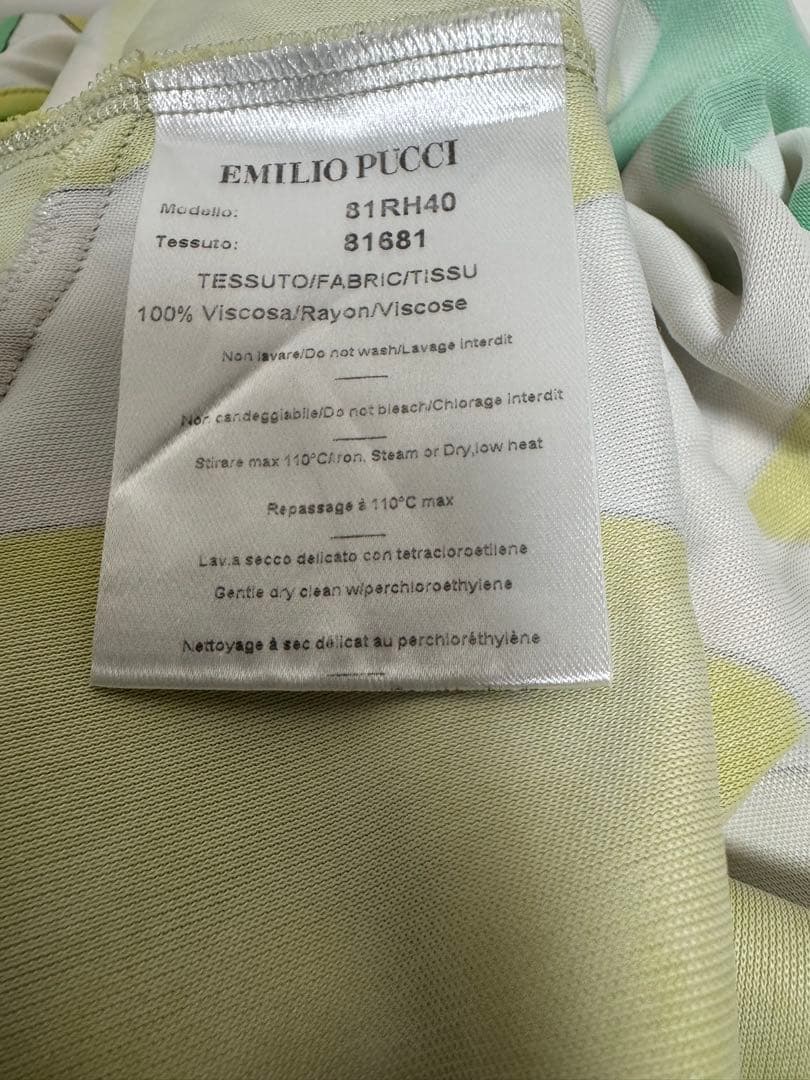 EMILIO PUCCI
Modello: 81RH40
Tessuto: 81681
TESSUTO/FABRIC/TISSU
100% Viscosa/Rayon/Viscose
Non lavare/Do not wash/Lavage interdit
Non candeggiabile/Do not bleach/Chlorage interdit
Stirare max 110°C/Iron, Steam or Dry,low heat
Repassage à 110°C max
Lav.a secco delicato con tetracloroetilene
Gentle dry clean w/perchloroethylene
Nettoyage à sec délicat au perchloréthylène